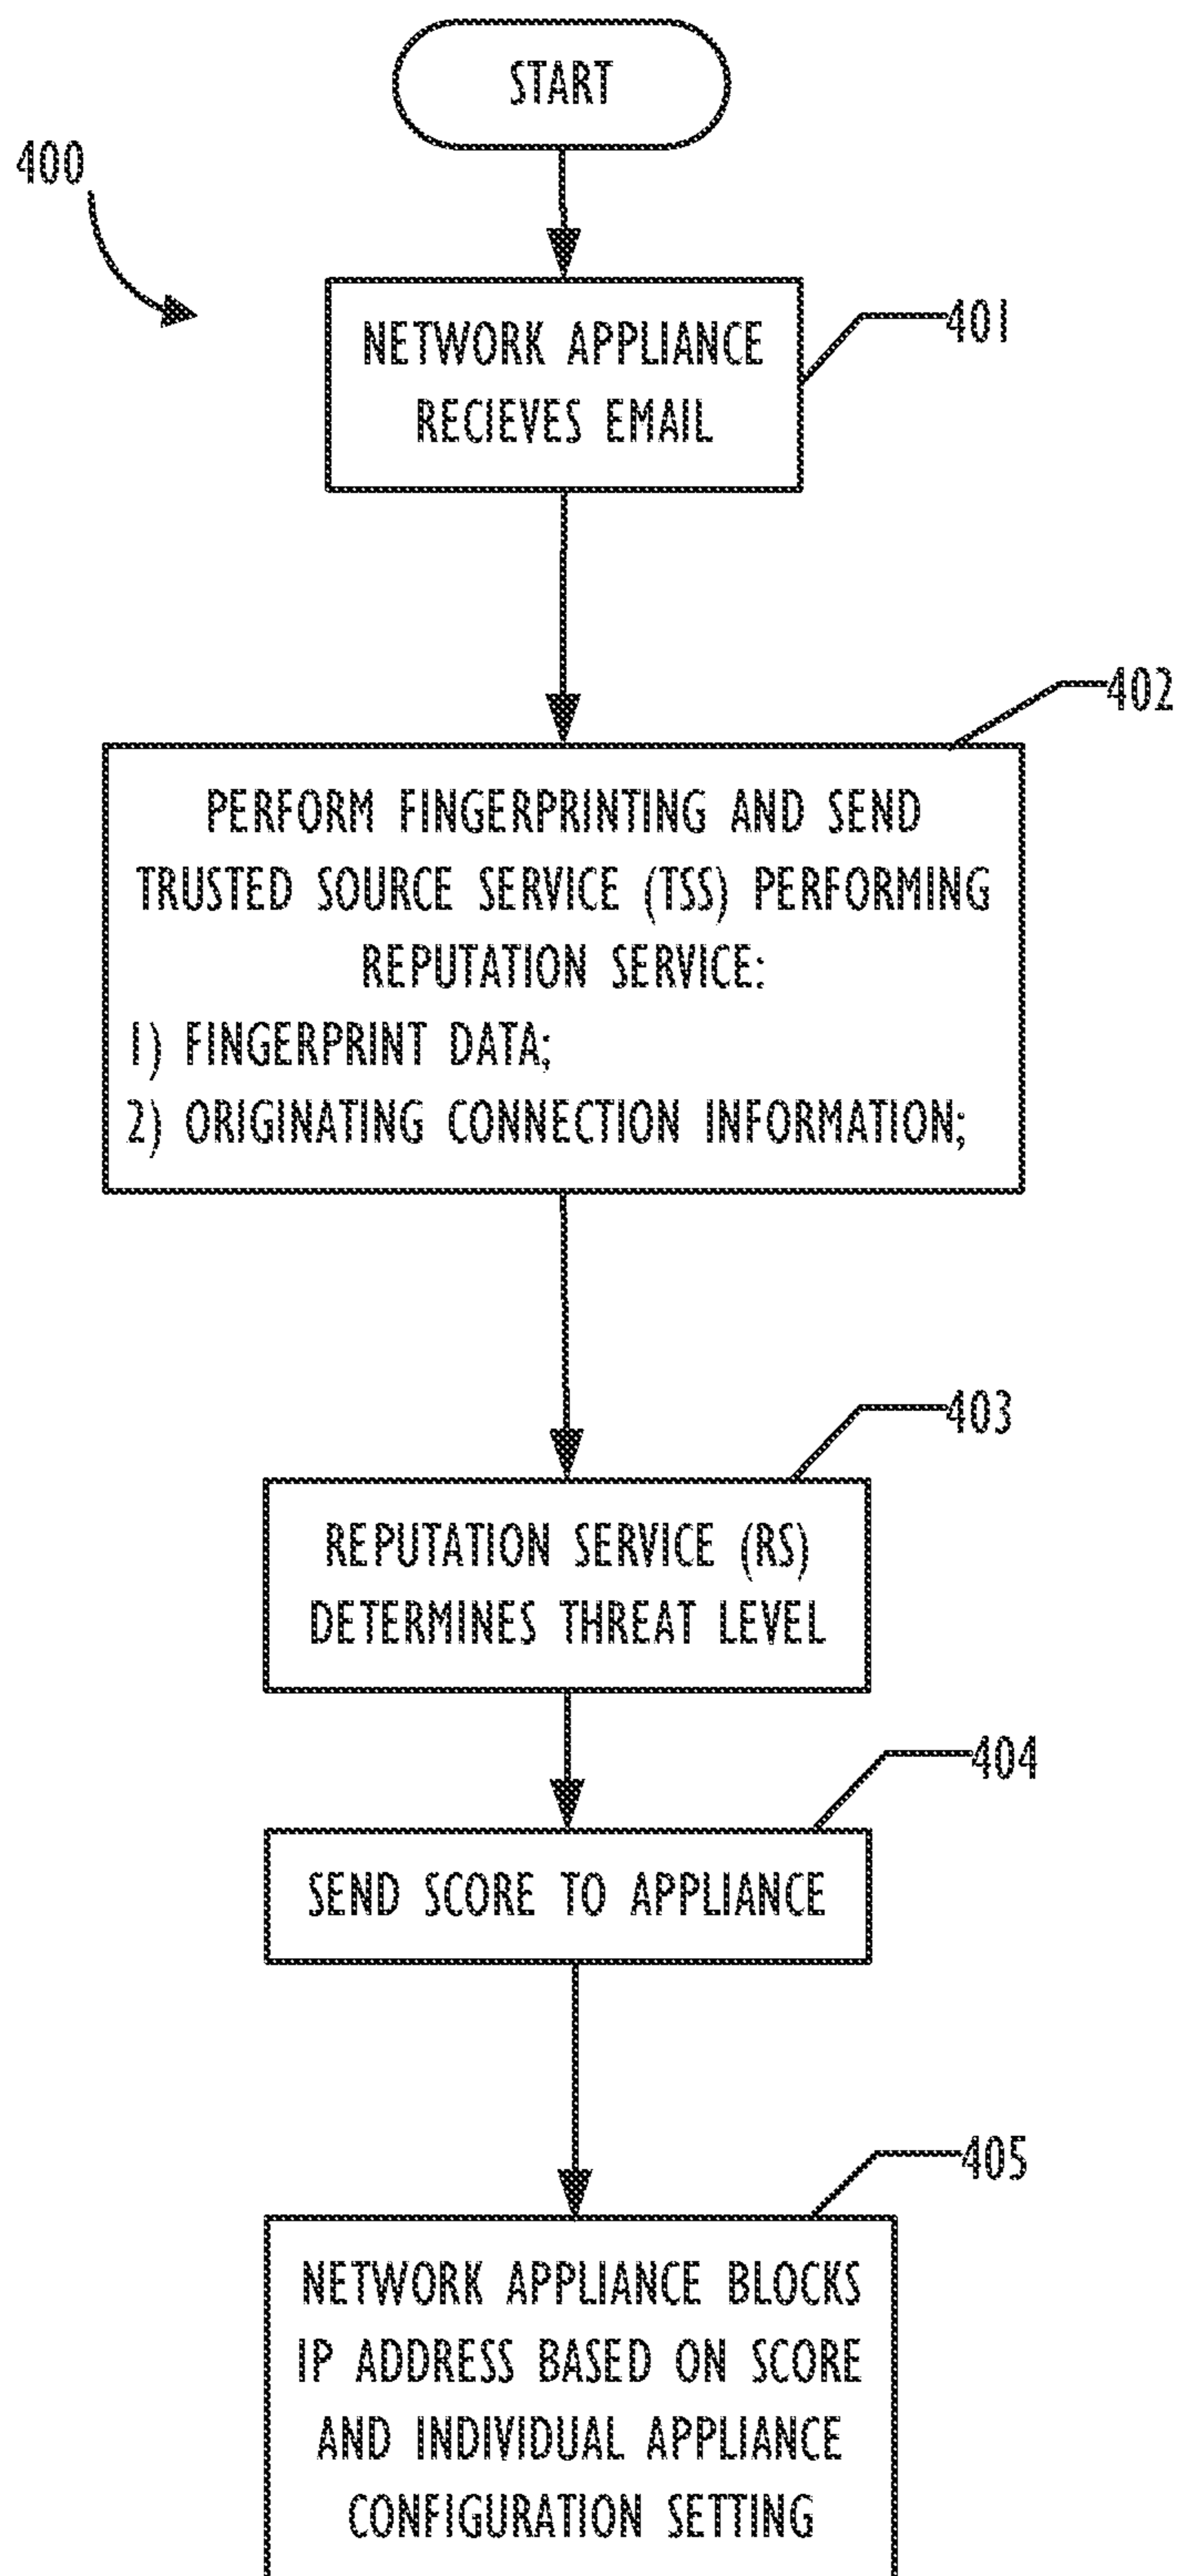 START
400
NETWORK APPLIANCE
RECIEVES EMAIL
401
402
PERFORM FINGERPRINTING AND SEND
TRUSTED SOURCE SERVICE (TSS) PERFORMING
REPUTATION SERVICE:
1) FINGERPRINT DATA;
2) ORIGINATING CONNECTION INFORMATION;
403
REPUTATION SERVICE (RS)
DETERMINES THREAT LEVEL
404
SEND SCORE TO APPLIANCE
405
NETWORK APPLIANCE BLOCKS
IP ADDRESS BASED ON SCORE
AND INDIVIDUAL APPLIANCE
CONFIGURATION SETTING